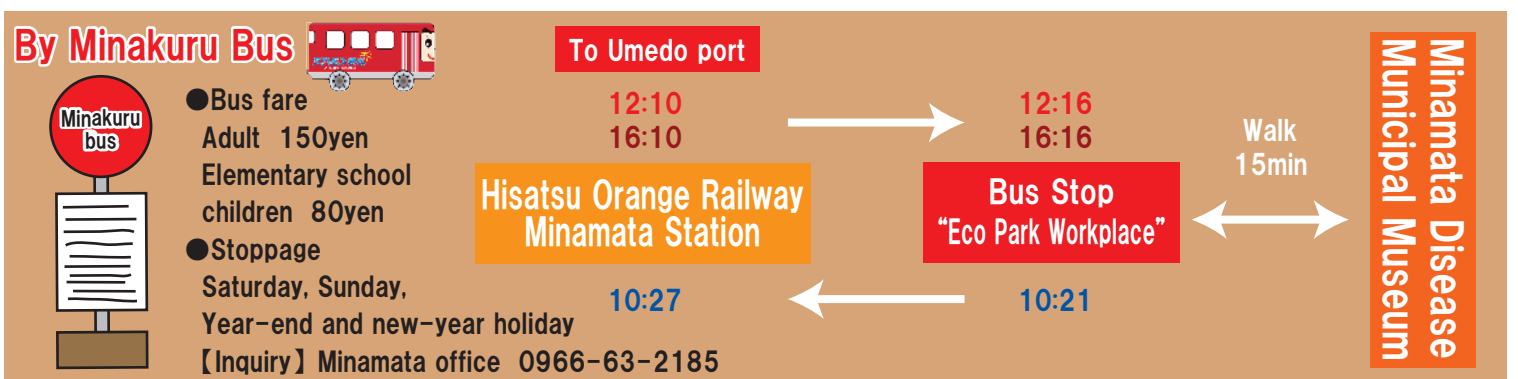 By Minakuru Bus
Minakuru
bus
●Bus fare
Adult 150yen
Elementary school
children 80yen
●Stoppage
Saturday, Sunday,
Year-end and new-year holiday
【Inquiry】Minamata office 0966-63-2185
To Umedo port
12:10
16:10
Hisatsu Orange Railway
Minamata Station
10:27
12:16
16:16
Bus Stop
“Eco Park Workplace”
10:21
Walk
15min
Minamata Disease
Municipal Museum